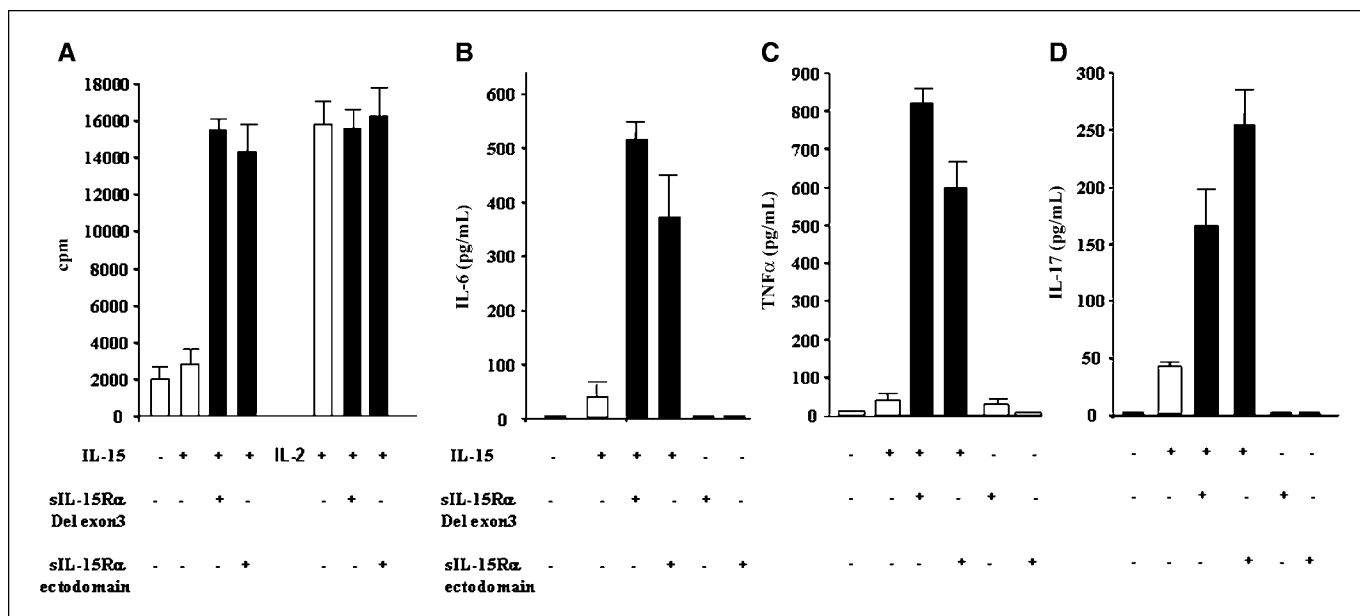 A
B
C
D
18000
16000
14000
12000
10000
8000
6000
4000
2000
0
cpm
600
500
400
300
200
100
0
IL-6 (pg/mL)
900
800
700
600
500
400
300
200
100
0
TNFα (pg/mL)
300
250
200
150
100
50
0
IL-17 (pg/mL)
IL-15 - + + + IL-2 + + +
sIL-15Rα - - + - - + -
Del exon3
sIL-15Rα - - - + - - +
ectodomain
IL-15 - + + + - -
sIL-15Rα - - + - + -
Del exon3
sIL-15Rα - - - + - +
ectodomain
- + + + - -
- - + - + -
- - - + - +
- + + + - -
- - + - + -
- - - + - +